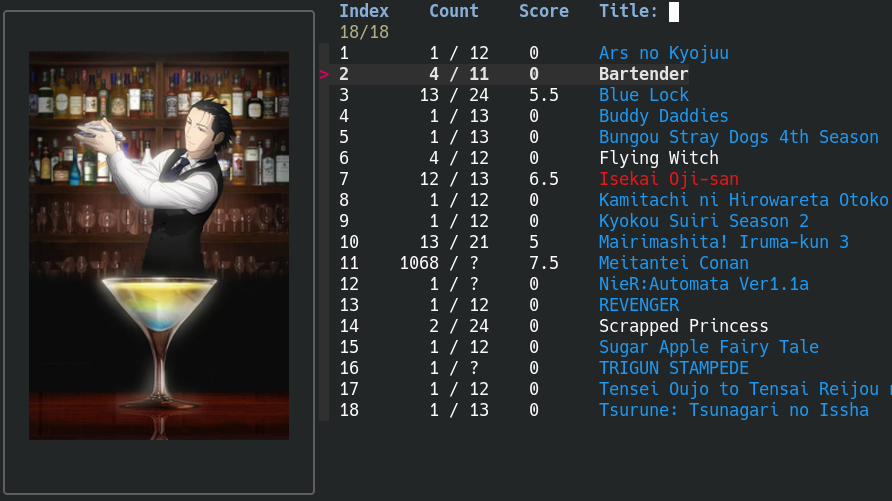 Index Count Score Title:
18/18
1 1 / 12 0 Ars no Kyojuu
> 2 4 / 11 0 Bartender
3 13 / 24 5.5 Blue Lock
4 1 / 13 0 Buddy Daddies
5 1 / 13 0 Bungou Stray Dogs 4th Season
6 4 / 12 0 Flying Witch
7 12 / 13 6.5 Isekai Oji-san
8 1 / 12 0 Kamitachi ni Hirowareta Otoko
9 1 / 12 0 Kyokou Suiri Season 2
10 13 / 21 5 Mairimashita! Iruma-kun 3
11 1068 / ? 7.5 Meitantei Conan
12 1 / ? 0 NieR:Automata Ver1.1a
13 1 / 12 0 REVENGER
14 2 / 24 0 Scrapped Princess
15 1 / 12 0 Sugar Apple Fairy Tale
16 1 / ? 0 TRIGUN STAMPEDE
17 1 / 12 0 Tensei Oujo to Tensai Reijou
18 1 / 13 0 Tsurune: Tsunagari no Issha